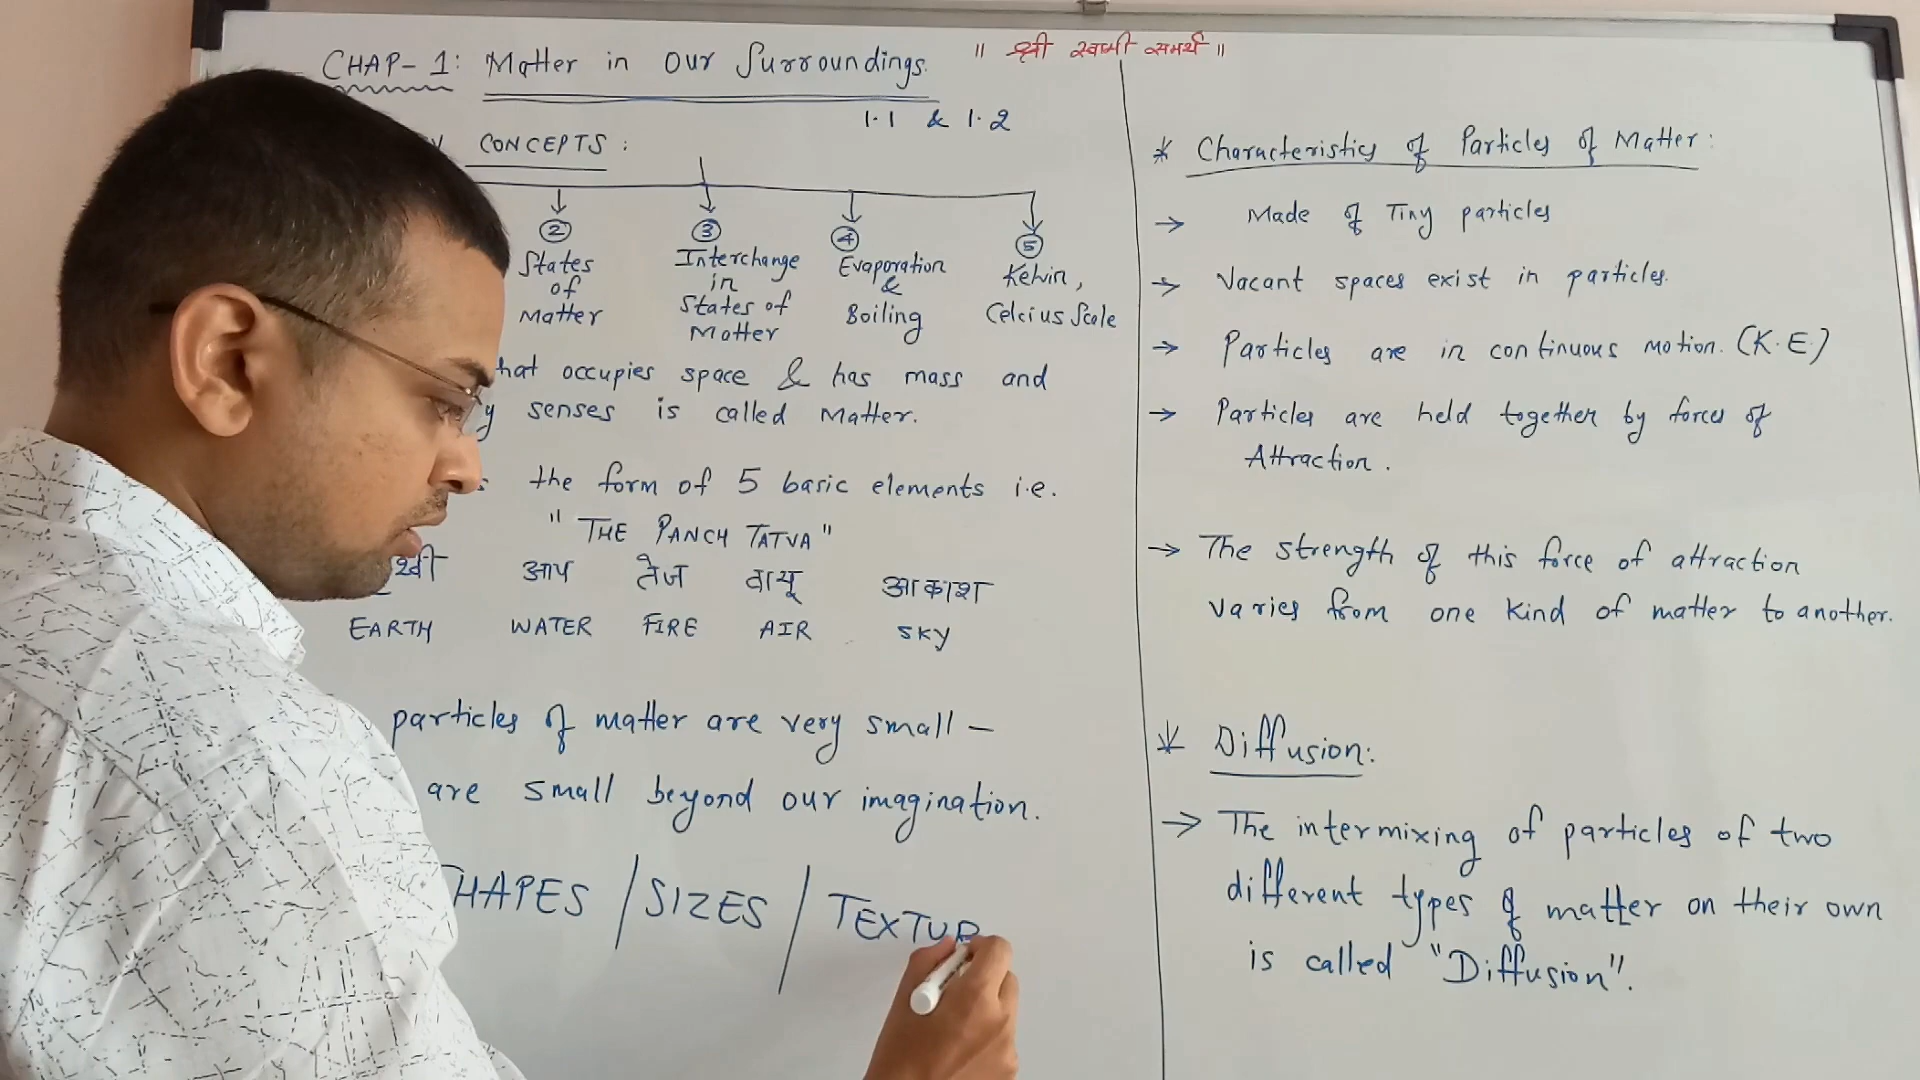 CHAP-1: Matter in our Surroundings.
॥ श्री स्वामी समर्थ ॥
1.1 & 1.2
CONCEPTS :
② ③ ④ ⑤
States Interchange Evaporation Kelvin,
of in & Celcius Scale
Matter States of Boiling
Matter
occupies space & has mass and
senses is called Matter.
the form of 5 basic elements i.e.
" THE PANCH TATVA "
आप तेज वायू आकाश
EARTH WATER FIRE AIR SKY
particles of matter are very small –
are small beyond our imagination.
HAPES / SIZES / TEXTUR
* Characteristics of Particles of Matter :
→ Made of Tiny particles
→ Vacant spaces exist in particles.
→ Particles are in continuous motion. (K.E.)
→ Particles are held together by forces of
Attraction.
→ The strength of this force of attraction
varies from one kind of matter to another.
* Diffusion:
→ The intermixing of particles of two
different types of matter on their own
is called "Diffusion".